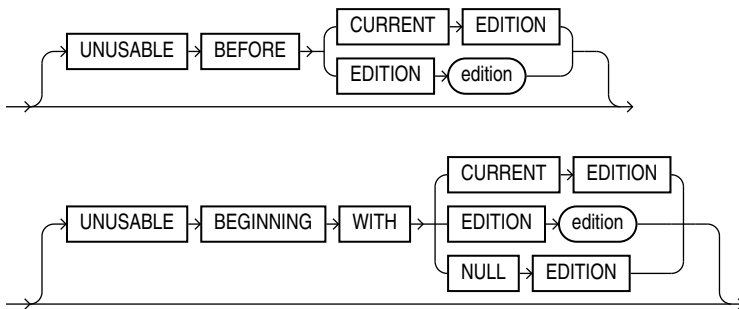 CURRENT EDITION
UNUSABLE BEFORE
EDITION edition
CURRENT EDITION
UNUSABLE BEGINNING WITH EDITION edition
NULL EDITION